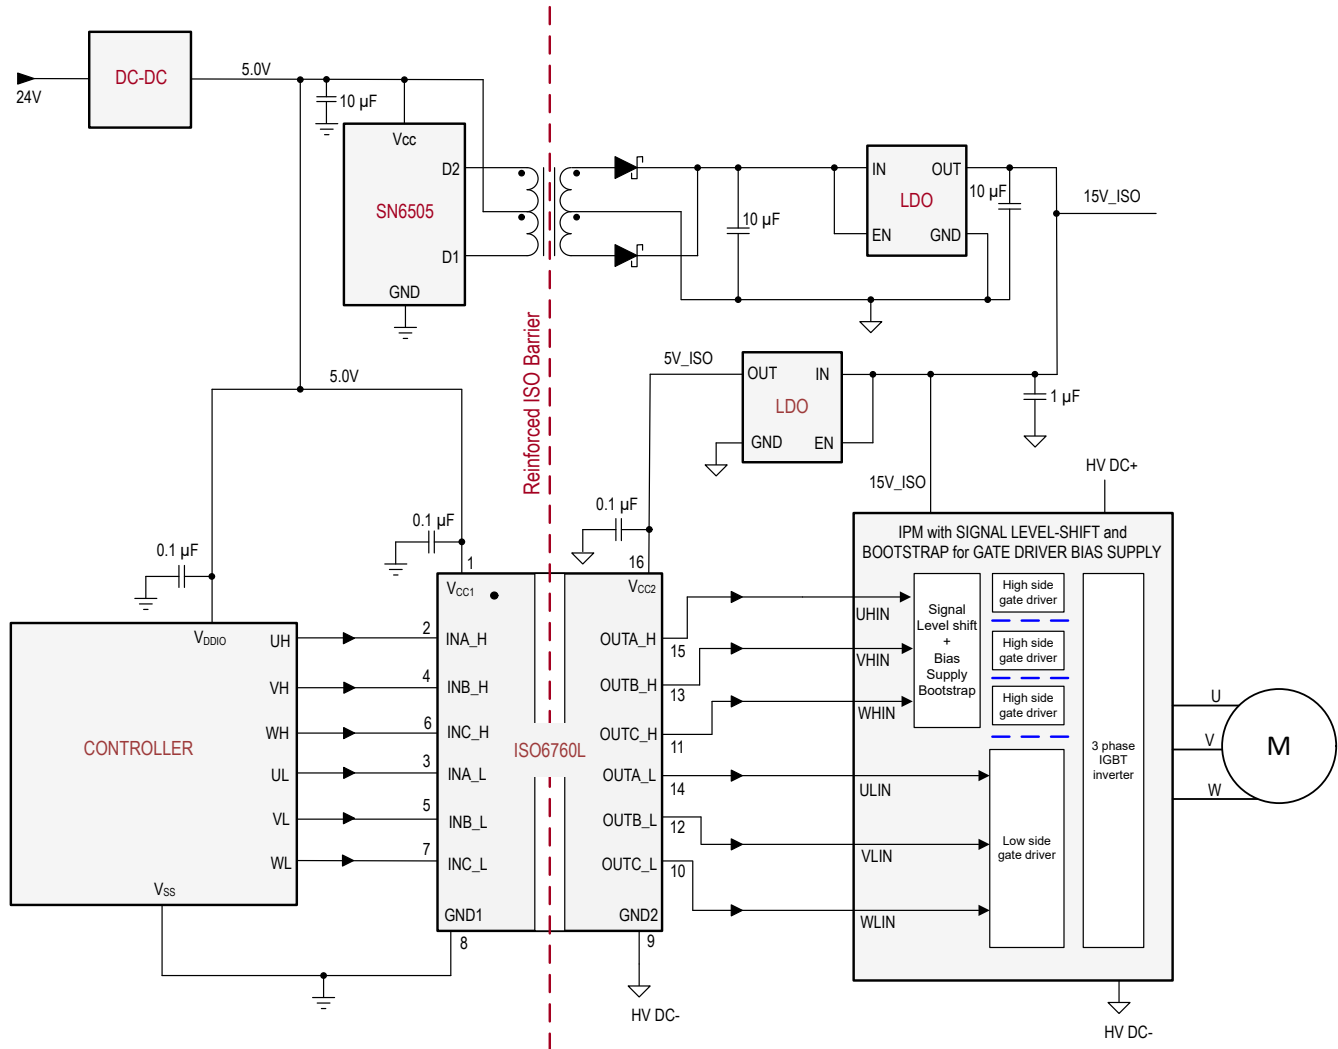 DC-DC
24V
5.0V
10 µF
Vcc
D2
SN6505
D1
GND
IN
OUT
LDO
EN
GND
10 µF
10 µF
15V_ISO
Reinforced ISO Barrier
5.0V
5V_ISO
OUT
IN
LDO
GND
EN
1 µF
15V_ISO
HV DC+
0.1 µF
0.1 µF
0.1 µF
1
16
VCC1
VCC2
VDDIO
CONTROLLER
UH
VH
WH
UL
VL
WL
VSS
2
4
6
3
5
7
INA_H
INB_H
INC_H
INA_L
INB_L
INC_L
GND1
8
ISO6760L
OUTA_H
OUTB_H
OUTC_H
OUTA_L
OUTB_L
OUTC_L
GND2
15
13
11
14
12
10
9
HV DC-
IPM with SIGNAL LEVEL-SHIFT and
BOOTSTRAP for GATE DRIVER BIAS SUPPLY
UHIN
VHIN
WHIN
ULIN
VLIN
WLIN
Signal
Level shift
+
Bias
Supply
Bootstrap
High side
gate driver
High side
gate driver
High side
gate driver
Low side
gate driver
3 phase
IGBT
inverter
U
V
W
M
HV DC-